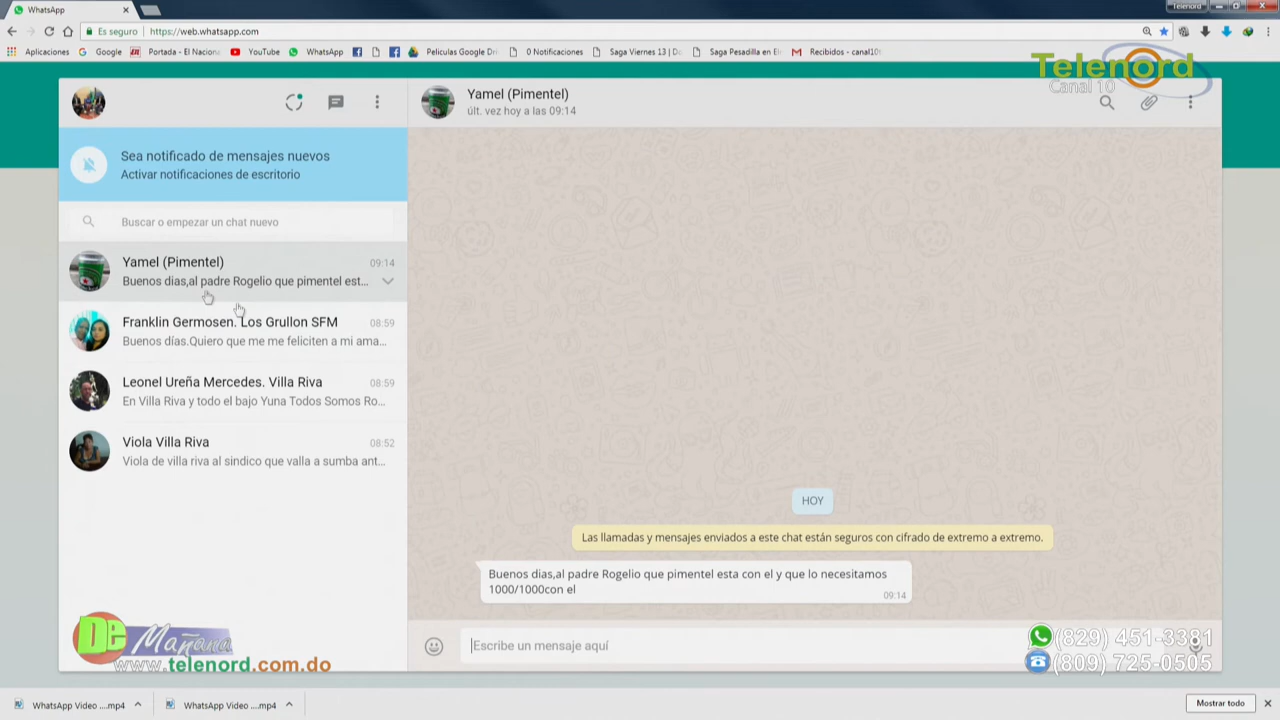 WhatsApp
Telenord
Es seguro
https://web.whatsapp.com
Aplicaciones
Google
Portada - El Naciona
YouTube
WhatsApp
Peliculas Google Dri
0 Notificaciones
Saga Viernes 13 | Do
Saga Pesadilla en El
Recibidos - canal10s
Telenord
Canal 10
Yamel (Pimentel)
últ. vez hoy a las 09:14
Sea notificado de mensajes nuevos
Activar notificaciones de escritorio
Buscar o empezar un chat nuevo
Yamel (Pimentel) 09:14
Buenos dias,al padre Rogelio que pimentel est...
Franklin Germosen. Los Grullon SFM 08:59
Buenos días.Quiero que me me feliciten a mi ama...
Leonel Ureña Mercedes. Villa Riva 08:59
En Villa Riva y todo el bajo Yuna Todos Somos Ro...
Viola Villa Riva 08:52
Viola de villa riva al sindico que valla a sumba ant...
HOY
Las llamadas y mensajes enviados a este chat están seguros con cifrado de extremo a extremo.
Buenos dias,al padre Rogelio que pimentel esta con el y que lo necesitamos
1000/1000con el
09:14
Escribe un mensaje aquí
De Mañana
www.telenord.com.do
(829) 451-3381
(809) 725-0505
WhatsApp Video ....mp4
WhatsApp Video ....mp4
Mostrar todo